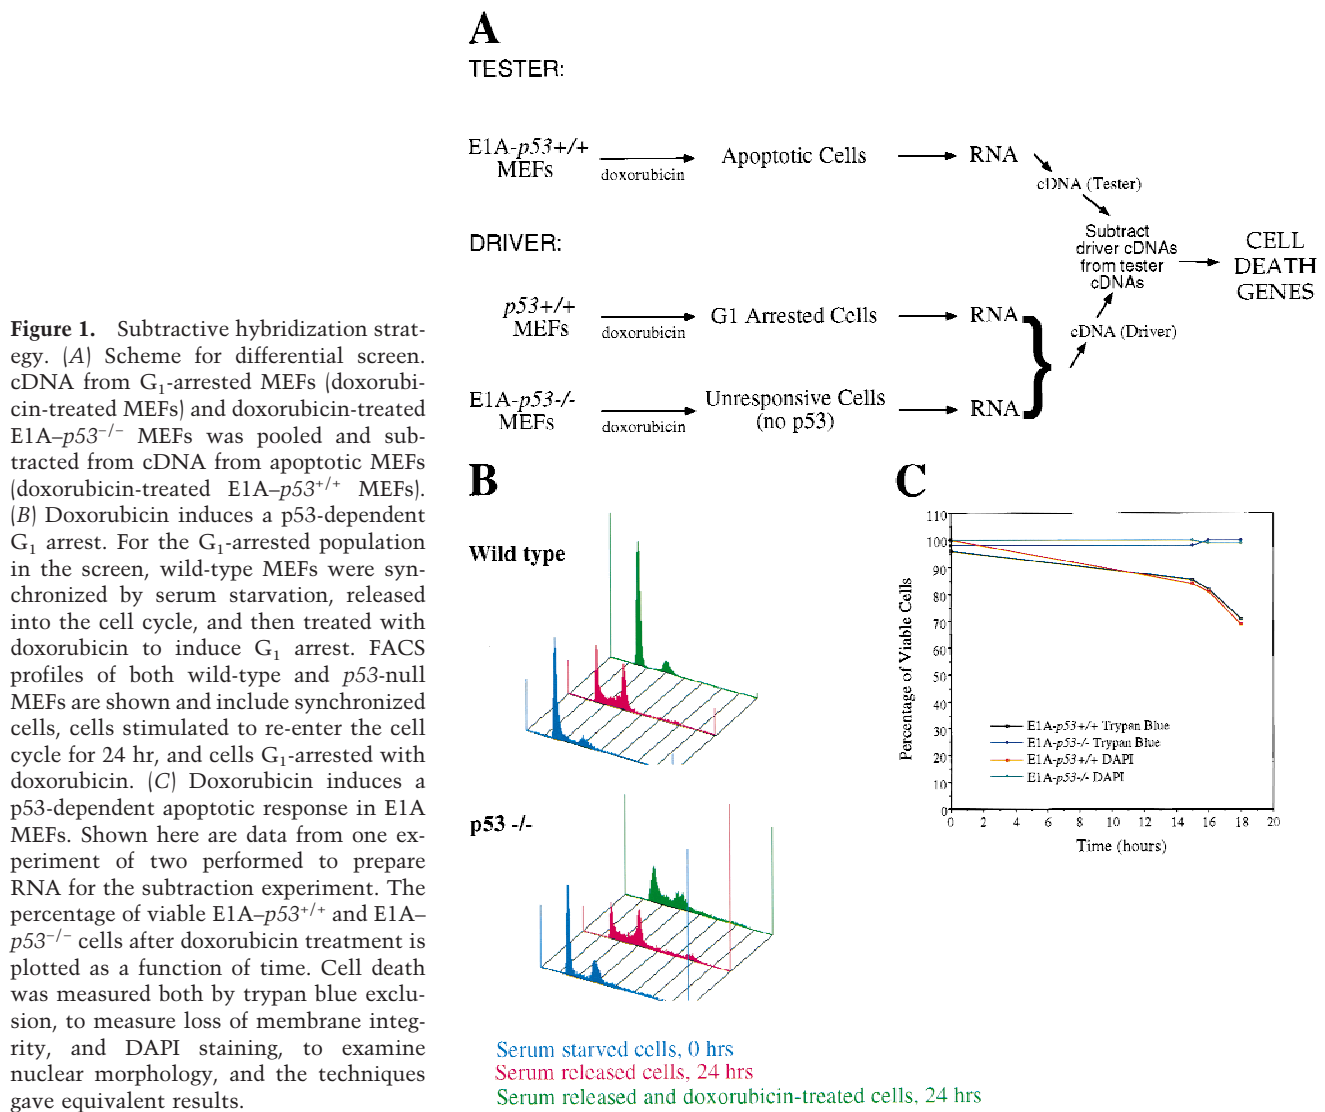 A
TESTER:
E1A-p53+/+
MEFs
doxorubicin
Apoptotic Cells
RNA
cDNA (Tester)
DRIVER:
p53+/+
MEFs
doxorubicin
G1 Arrested Cells
RNA
E1A-p53-/-
MEFs
doxorubicin
Unresponsive Cells
(no p53)
RNA
}
cDNA (Driver)
Subtract
driver cDNAs
from tester
cDNAs
CELL
DEATH
GENES
Figure 1. Subtractive hybridization strat-
egy. (A) Scheme for differential screen.
cDNA from G₁-arrested MEFs (doxorubi-
cin-treated MEFs) and doxorubicin-treated
E1A–p53⁻/⁻ MEFs was pooled and sub-
tracted from cDNA from apoptotic MEFs
(doxorubicin-treated E1A–p53⁺/⁺ MEFs).
(B) Doxorubicin induces a p53-dependent
G₁ arrest. For the G₁-arrested population
in the screen, wild-type MEFs were syn-
chronized by serum starvation, released
into the cell cycle, and then treated with
doxorubicin to induce G₁ arrest. FACS
profiles of both wild-type and p53-null
MEFs are shown and include synchronized
cells, cells stimulated to re-enter the cell
cycle for 24 hr, and cells G₁-arrested with
doxorubicin. (C) Doxorubicin induces a
p53-dependent apoptotic response in E1A
MEFs. Shown here are data from one ex-
periment of two performed to prepare
RNA for the subtraction experiment. The
percentage of viable E1A–p53⁺/⁺ and E1A–
p53⁻/⁻ cells after doxorubicin treatment is
plotted as a function of time. Cell death
was measured both by trypan blue exclu-
sion, to measure loss of membrane integ-
rity, and DAPI staining, to examine
nuclear morphology, and the techniques
gave equivalent results.
B
Wild type
p53 -/-
Serum starved cells, 0 hrs
Serum released cells, 24 hrs
Serum released and doxorubicin-treated cells, 24 hrs
C
Percentage of Viable Cells
110
100
90
80
70
60
50
40
30
20
10
0
E1A-p53+/+ Trypan Blue
E1A-p53-/- Trypan Blue
E1A-p53+/+ DAPI
E1A-p53-/- DAPI
0 2 4 6 8 10 12 14 16 18 20
Time (hours)